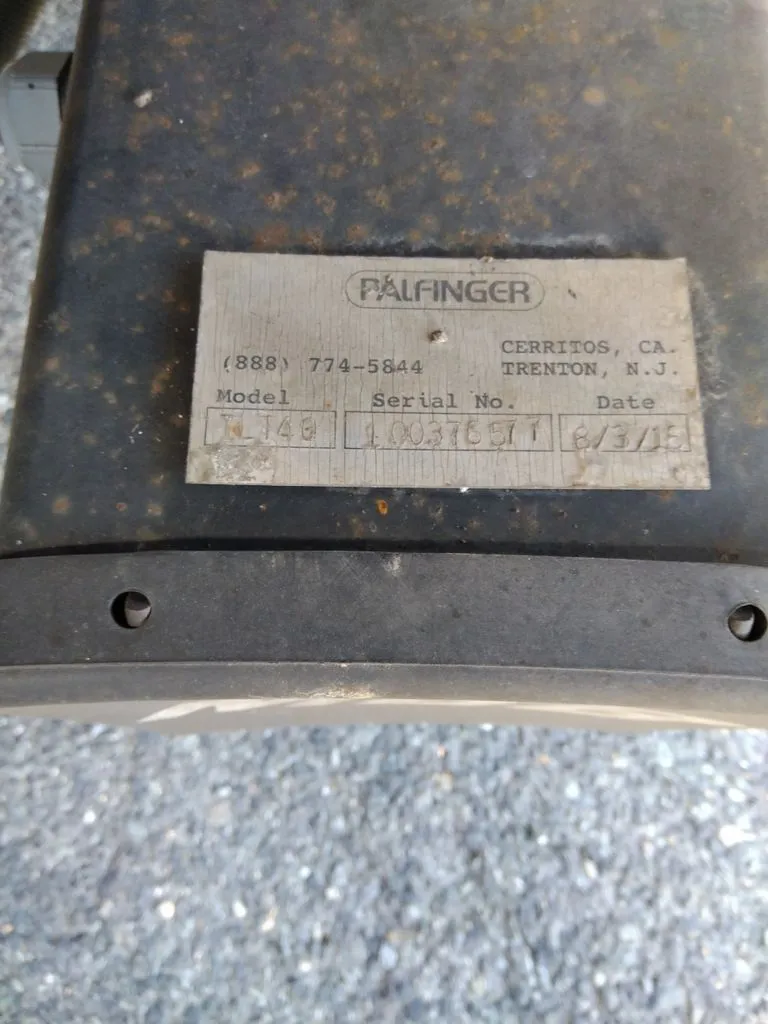 PALFINGER
(888) 774-5844
CERRITOS, CA.
TRENTON, N.J.
Model Serial No. Date
8/3/15